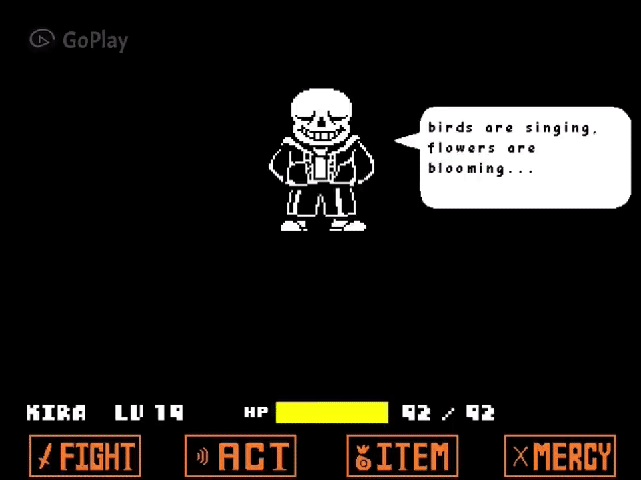 GoPlay
birds are singing,
flowers are
blooming...
KIRA LV 19 HP 92 / 92
FIGHT ACT ITEM MERCY